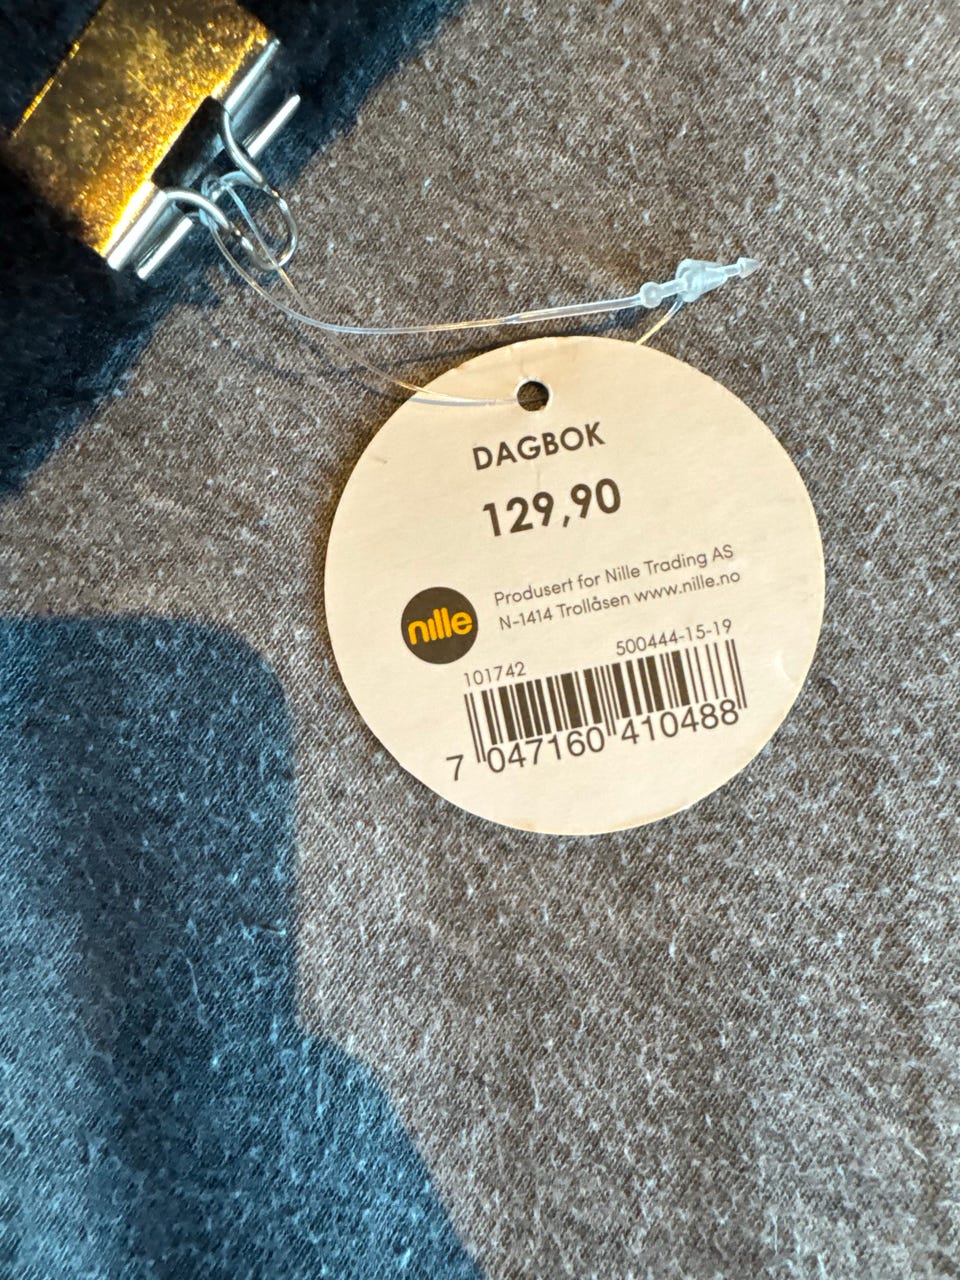 DAGBOK
129,90
nille
Produsert for Nille Trading AS
N-1414 Trollåsen www.nille.no
101742 500444-15-19
7 047160 410488